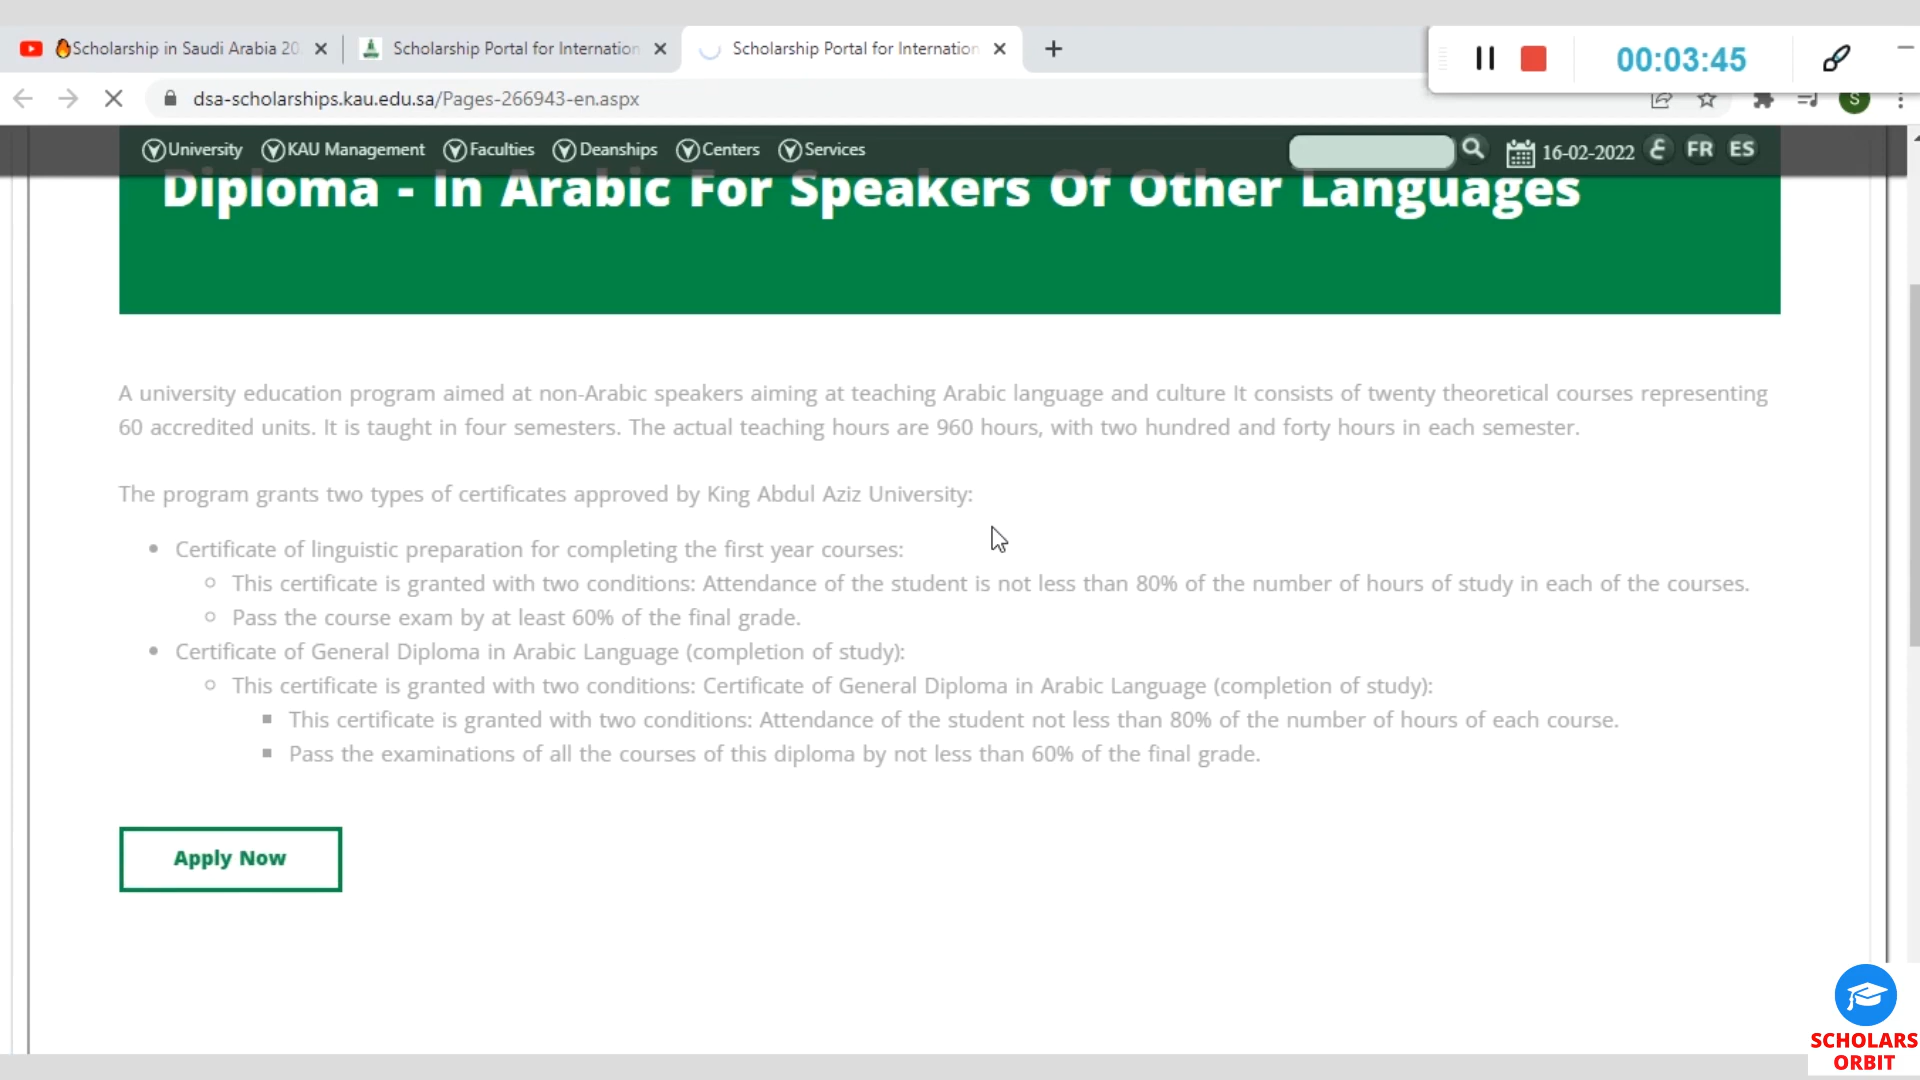 Scholarship in Saudi Arabia 20
Scholarship Portal for Internation
Scholarship Portal for Internation
00:03:45
dsa-scholarships.kau.edu.sa/Pages-266943-en.aspx
S
University KAU Management Faculties Deanships Centers Services
16-02-2022 ع FR ES
Diploma - In Arabic For Speakers Of Other Languages
A university education program aimed at non-Arabic speakers aiming at teaching Arabic language and culture It consists of twenty theoretical courses representing
60 accredited units. It is taught in four semesters. The actual teaching hours are 960 hours, with two hundred and forty hours in each semester.
The program grants two types of certificates approved by King Abdul Aziz University:
Certificate of linguistic preparation for completing the first year courses:
This certificate is granted with two conditions: Attendance of the student is not less than 80% of the number of hours of study in each of the courses.
Pass the course exam by at least 60% of the final grade.
Certificate of General Diploma in Arabic Language (completion of study):
This certificate is granted with two conditions: Certificate of General Diploma in Arabic Language (completion of study):
This certificate is granted with two conditions: Attendance of the student not less than 80% of the number of hours of each course.
Pass the examinations of all the courses of this diploma by not less than 60% of the final grade.
Apply Now
SCHOLARS
ORBIT